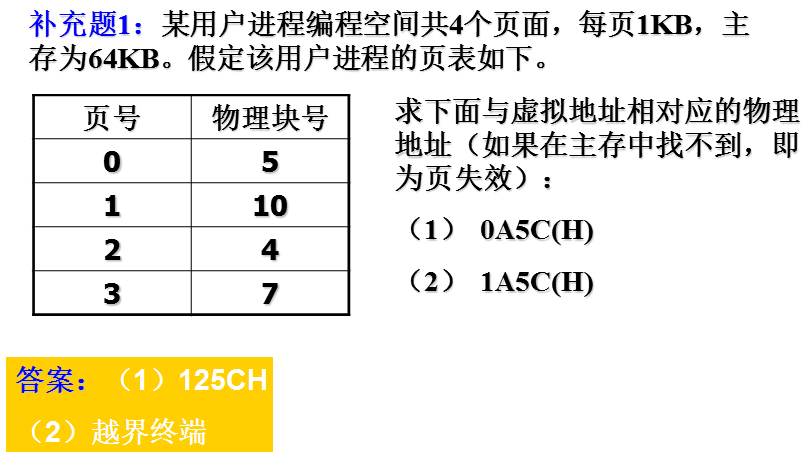 补充题1：某用户进程编程空间共4个页面，每页1KB，主
存为64KB。假定该用户进程的页表如下。
页号 物理块号
0 5
1 10
2 4
3 7
求下面与虚拟地址相对应的物理
地址（如果在主存中找不到，即
为页失效）：
（1） 0A5C(H)
（2） 1A5C(H)
答案：（1）125CH
（2）越界终端